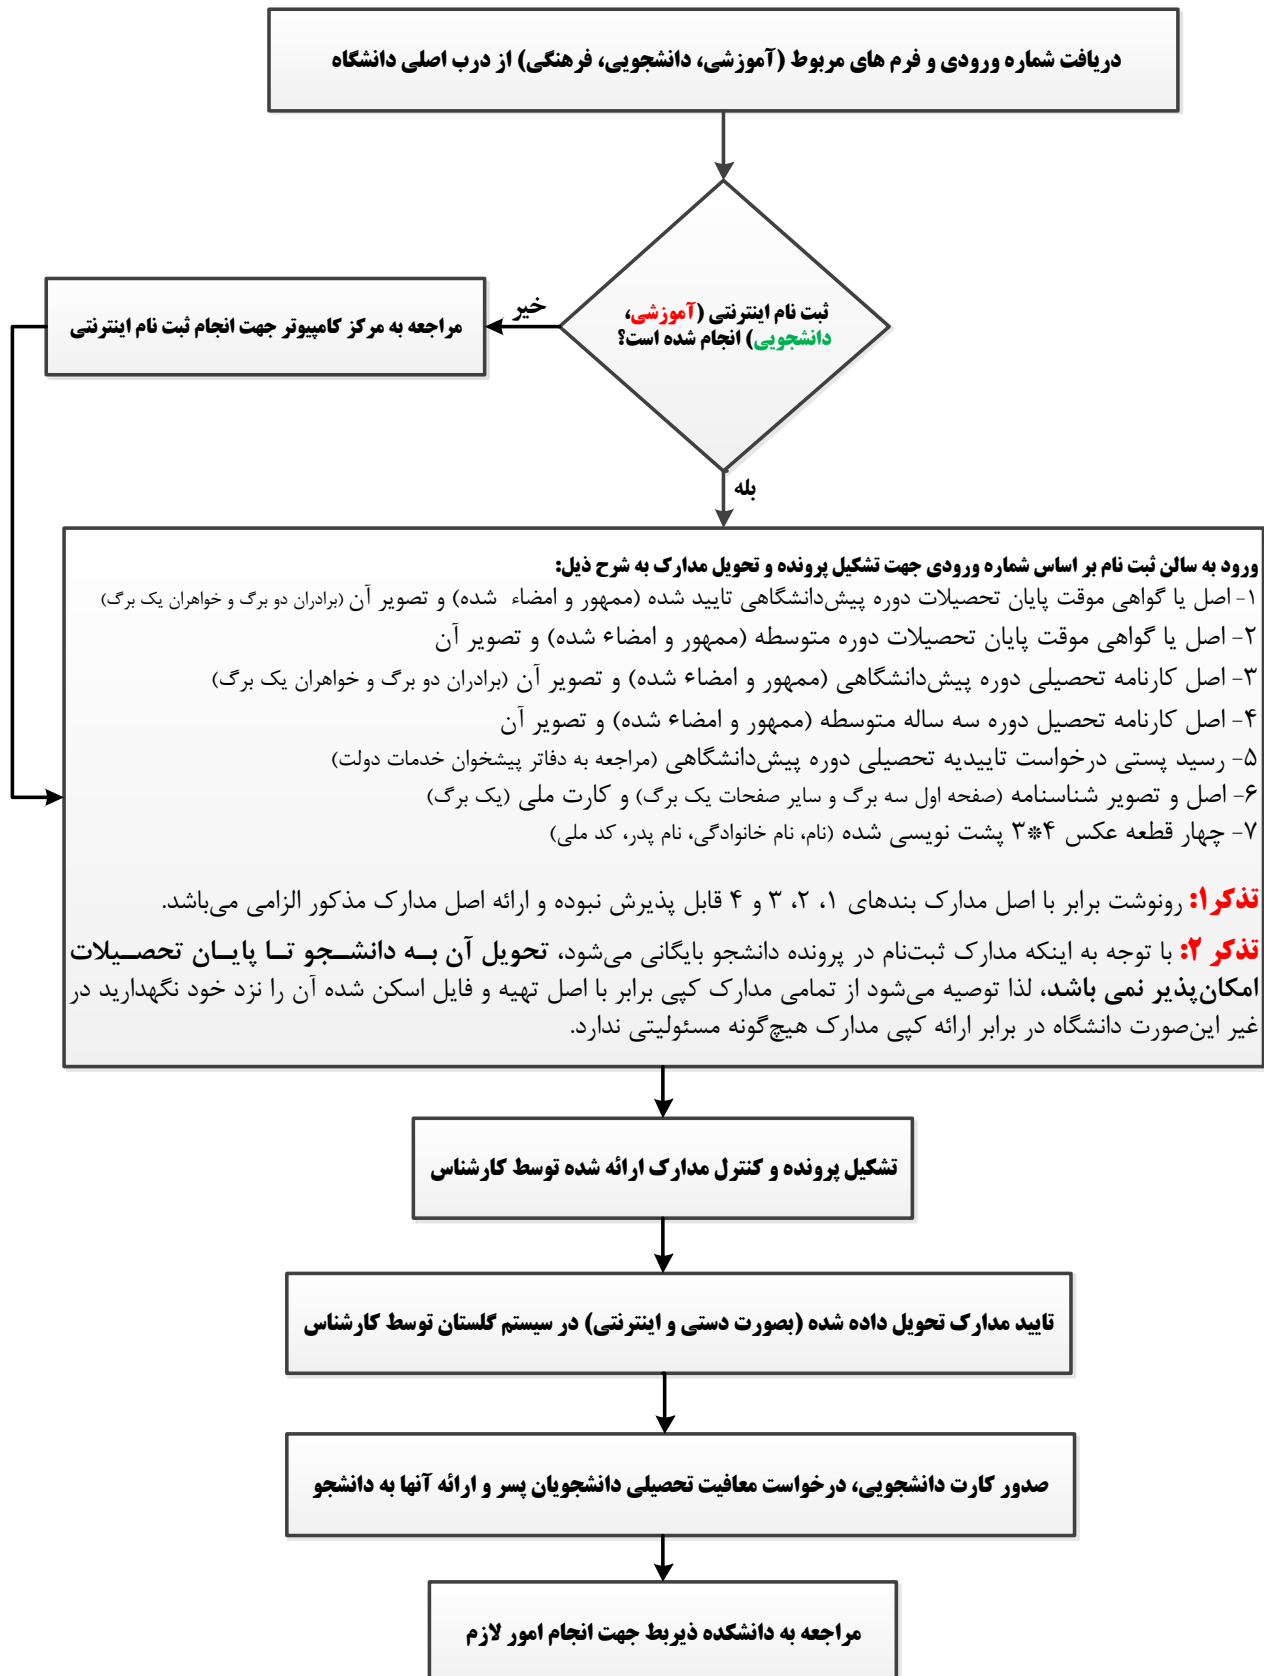 دریافت شماره ورودی و فرم های مربوط (آموزشی، دانشجویی، فرهنگی) از درب اصلی دانشگاه
ثبت نام اینترنتی (آموزشی،
دانشجویی) انجام شده است؟
خیر
مراجعه به مرکز کامپیوتر جهت انجام ثبت نام اینترنتی
بله
ورود به سالن ثبت نام بر اساس شماره ورودی جهت تشکیل پرونده و تحویل مدارک به شرح ذیل:
۱- اصل یا گواهی موقت پایان تحصیلات دوره پیش‌دانشگاهی تایید شده (ممهور و امضاء شده) و تصویر آن (برادران دو برگ و خواهران یک برگ)
۲- اصل یا گواهی موقت پایان تحصیلات دوره متوسطه (ممهور و امضاء شده) و تصویر آن
۳- اصل کارنامه تحصیلی دوره پیش‌دانشگاهی (ممهور و امضاء شده) و تصویر آن (برادران دو برگ و خواهران یک برگ)
۴- اصل کارنامه تحصیل دوره سه ساله متوسطه (ممهور و امضاء شده) و تصویر آن
۵- رسید پستی درخواست تاییدیه تحصیلی دوره پیش‌دانشگاهی (مراجعه به دفاتر پیشخوان خدمات دولت)
۶- اصل و تصویر شناسنامه (صفحه اول سه برگ و سایر صفحات یک برگ) و کارت ملی (یک برگ)
۷- چهار قطعه عکس ۴*۳ پشت نویسی شده (نام، نام خانوادگی، نام پدر، کد ملی)
تذکر۱: رونوشت برابر با اصل مدارک بندهای ۱، ۲، ۳ و ۴ قابل پذیرش نبوده و ارائه اصل مدارک مذکور الزامی می‌باشد.
تذکر ۲: با توجه به اینکه مدارک ثبت‌نام در پرونده دانشجو بایگانی می‌شود، تحویل آن به دانشجو تا پایان تحصیلات
امکان‌پذیر نمی باشد، لذا توصیه می‌شود از تمامی مدارک کپی برابر با اصل تهیه و فایل اسکن شده آن را نزد خود نگهدارید در
غیر این‌صورت دانشگاه در برابر ارائه کپی مدارک هیچ‌گونه مسئولیتی ندارد.
تشکیل پرونده و کنترل مدارک ارائه شده توسط کارشناس
تایید مدارک تحویل داده شده (بصورت دستی و اینترنتی) در سیستم گلستان توسط کارشناس
صدور کارت دانشجویی، درخواست معافیت تحصیلی دانشجویان پسر و ارائه آنها به دانشجو
مراجعه به دانشکده ذیربط جهت انجام امور لازم